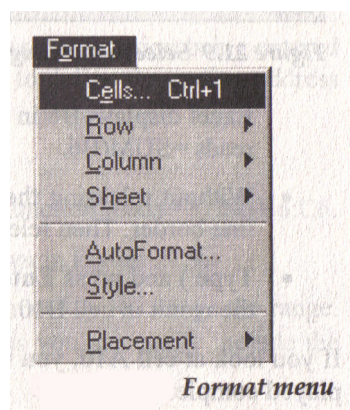 Format
Cells... Ctrl+1
Row
Column
Sheet
AutoFormat...
Style...
Placement
Format menu